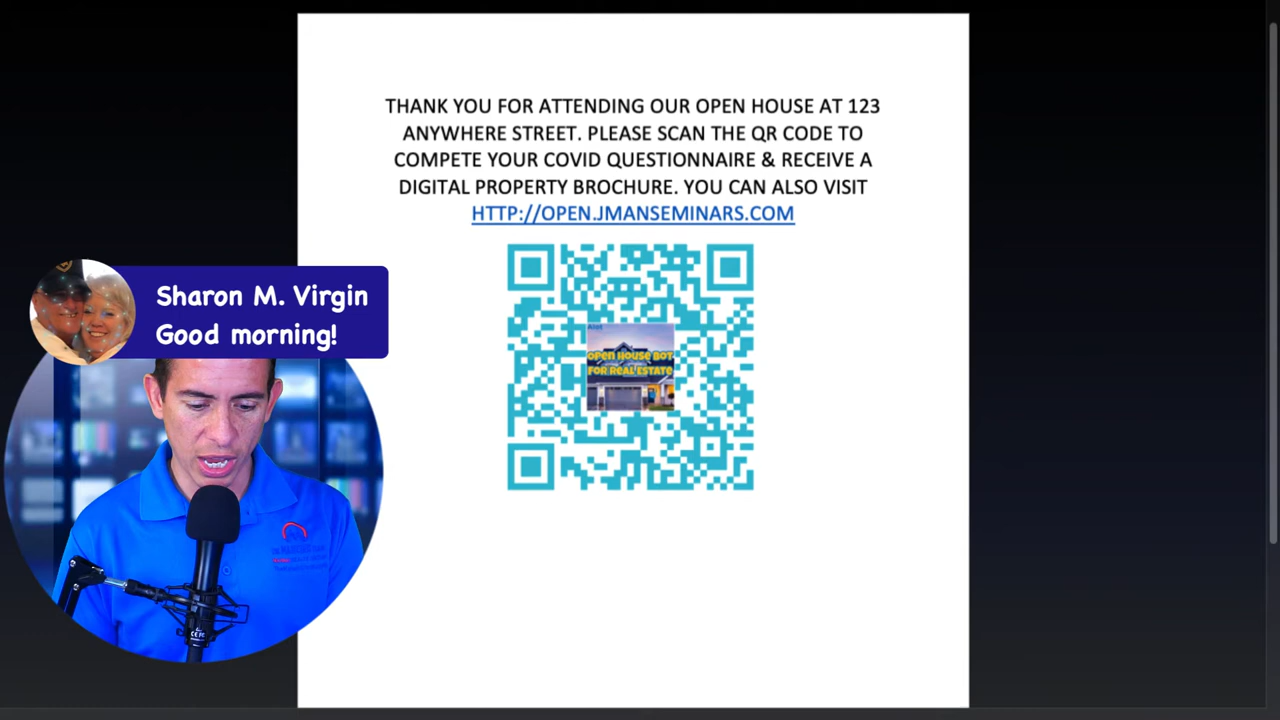 THANK YOU FOR ATTENDING OUR OPEN HOUSE AT 123
ANYWHERE STREET. PLEASE SCAN THE QR CODE TO
COMPETE YOUR COVID QUESTIONNAIRE & RECEIVE A
DIGITAL PROPERTY BROCHURE. YOU CAN ALSO VISIT
HTTP://OPEN.JMANSEMINARS.COM
OPEN HOUSE BOT
FOR REAL ESTATE
Sharon M. Virgin
Good morning!